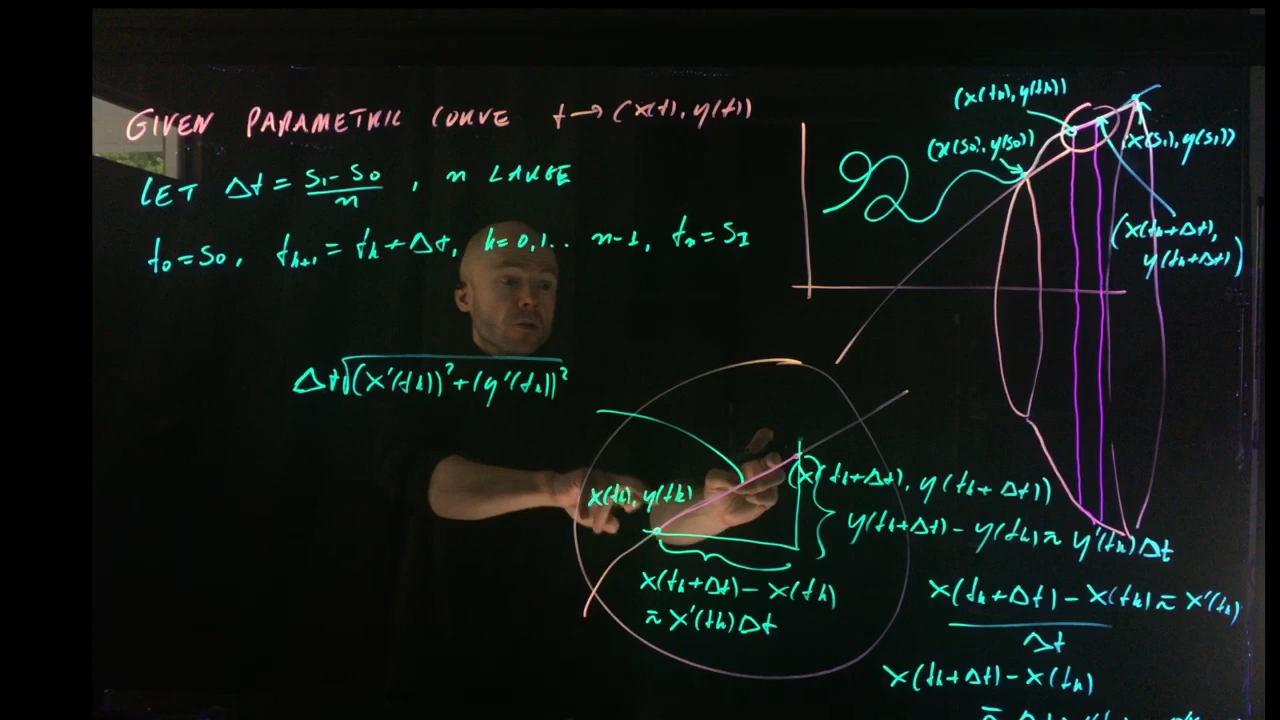 GIVEN PARAMETRIC CURVE t → (x(t), y(t))
LET Δt = (s₁ - s₀)/n , n LARGE
t₀ = s₀, tₖ₊₁ = tₖ + Δt, k = 0,1.. n-1, tₙ = s₁
Δt√(x'(tₖ))² + (y'(tₖ))²
(x(tₖ), y(tₖ))
(x(s₀), y(s₀))
(x(s₁), y(s₁))
(x(tₖ+Δt),
y(tₖ+Δt))
x(tₖ), y(tₖ)
(x(tₖ+Δt), y(tₖ+Δt))
y(tₖ+Δt) - y(tₖ) ≈ y'(tₖ)Δt
x(tₖ+Δt) - x(tₖ)
≈ x'(tₖ)Δt
x(tₖ+Δt) - x(tₖ) ≈ x'(tₖ)
Δt
x(tₖ+Δt) - x(tₖ)